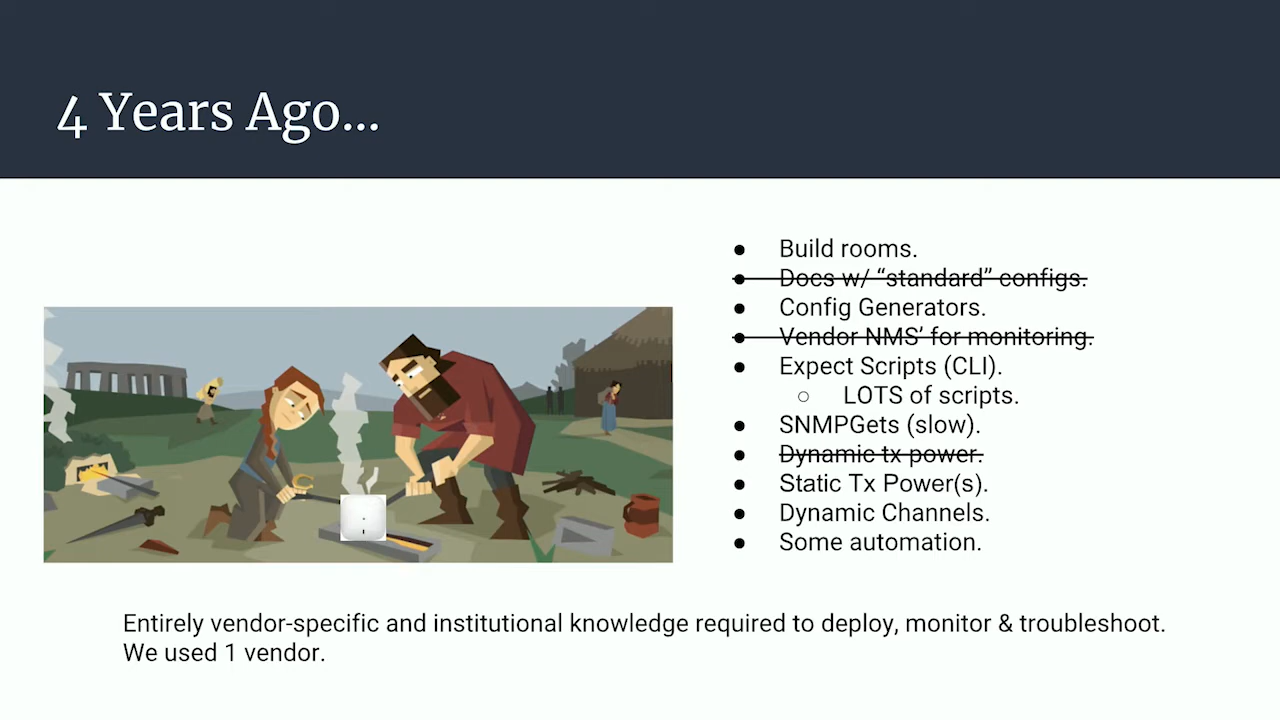 4 Years Ago...
Build rooms.
Docs w/ “standard” configs.
Config Generators.
Vendor NMS’ for monitoring.
Expect Scripts (CLI).
LOTS of scripts.
SNMPGets (slow).
Dynamic tx power.
Static Tx Power(s).
Dynamic Channels.
Some automation.
Entirely vendor-specific and institutional knowledge required to deploy, monitor & troubleshoot.
We used 1 vendor.